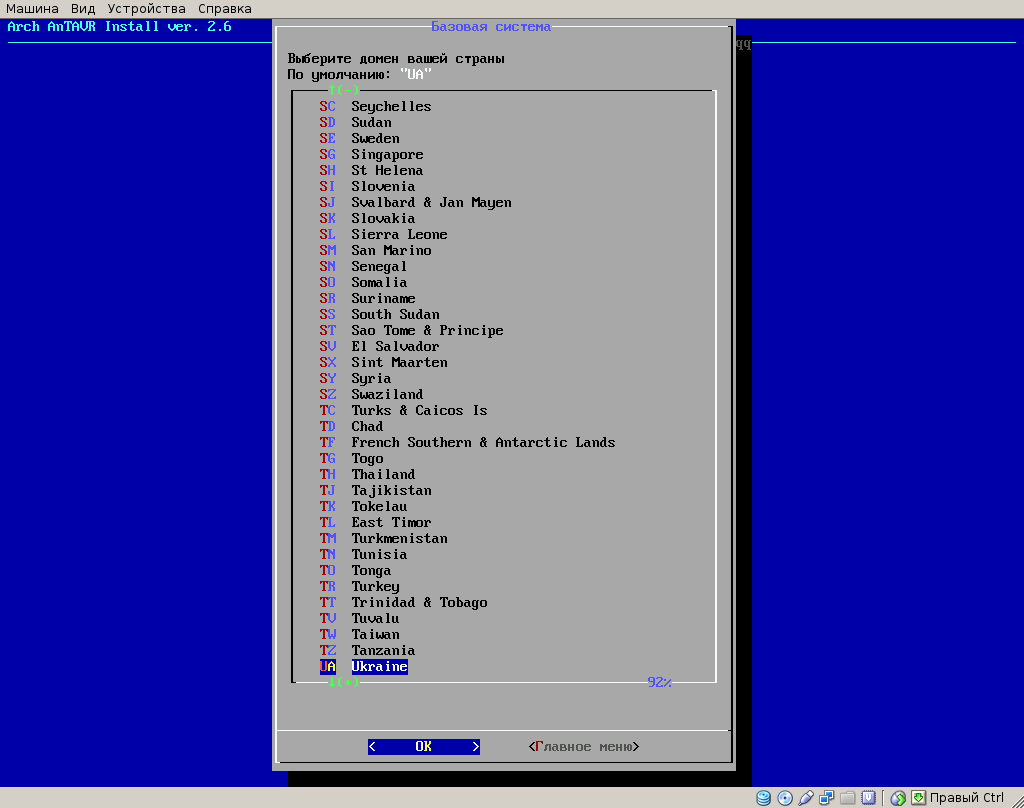 Машина Вид Устройства Справка
Arch AnTAVR Install ver. 2.6
Базовая система
qq
Выберите домен вашей страны
По умолчанию: "UA"
↑(-)
SC Seychelles
SD Sudan
SE Sweden
SG Singapore
SH St Helena
SI Slovenia
SJ Svalbard & Jan Mayen
SK Slovakia
SL Sierra Leone
SM San Marino
SN Senegal
SO Somalia
SR Suriname
SS South Sudan
ST Sao Tome & Principe
SV El Salvador
SX Sint Maarten
SY Syria
SZ Swaziland
TC Turks & Caicos Is
TD Chad
TF French Southern & Antarctic Lands
TG Togo
TH Thailand
TJ Tajikistan
TK Tokelau
TL East Timor
TM Turkmenistan
TN Tunisia
TO Tonga
TR Turkey
TT Trinidad & Tobago
TV Tuvalu
TW Taiwan
TZ Tanzania
UA Ukraine
↓(+) 92%
< OK > <Главное меню>
Правый Ctrl